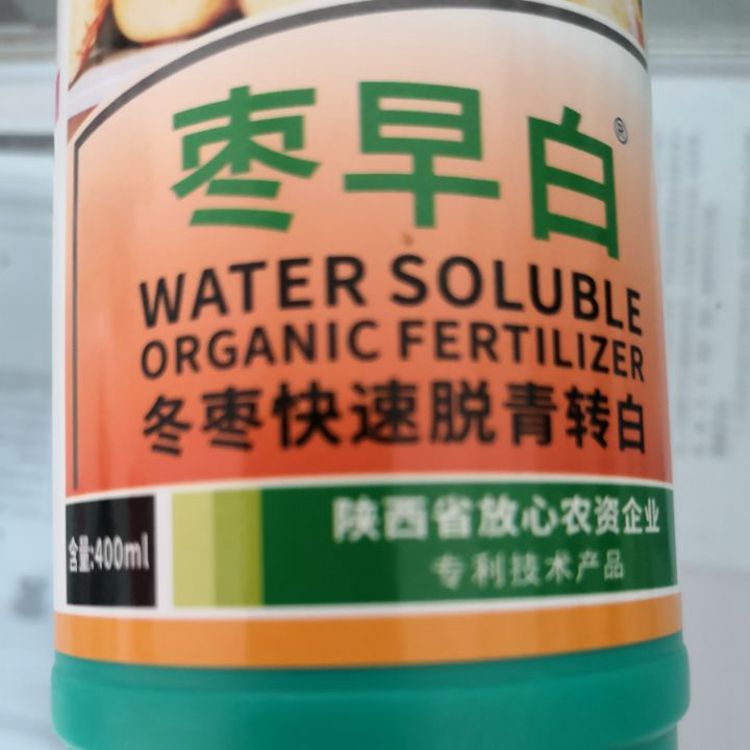 枣早白®
WATER SOLUBLE
ORGANIC FERTILIZER
冬枣快速脱青转白
陕西省放心农资企业
含量:400ml
专利技术产品